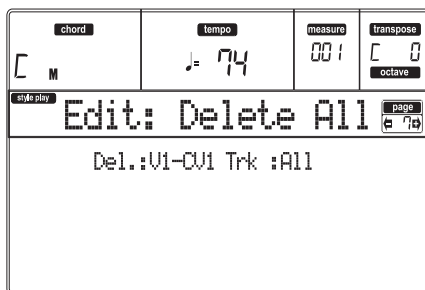 chord tempo measure transpose
C M ♩= 74 001 C 0
octave
style play Edit: Delete All page
7
Del.:V1-CV1 Trk :All